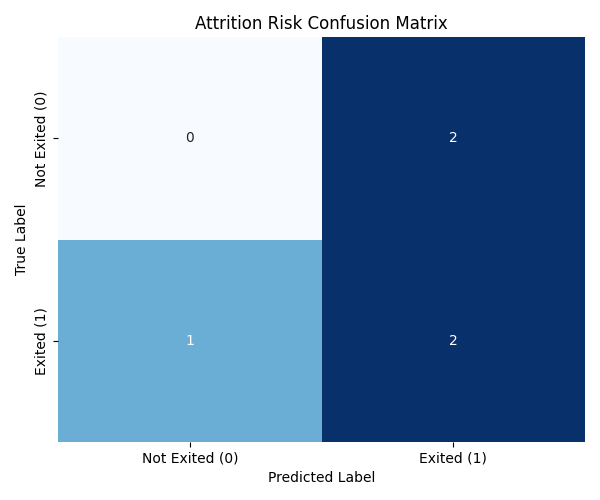 Attrition Risk Confusion Matrix
True Label
Not Exited (0)
0
2
Exited (1)
1
2
Not Exited (0)
Exited (1)
Predicted Label